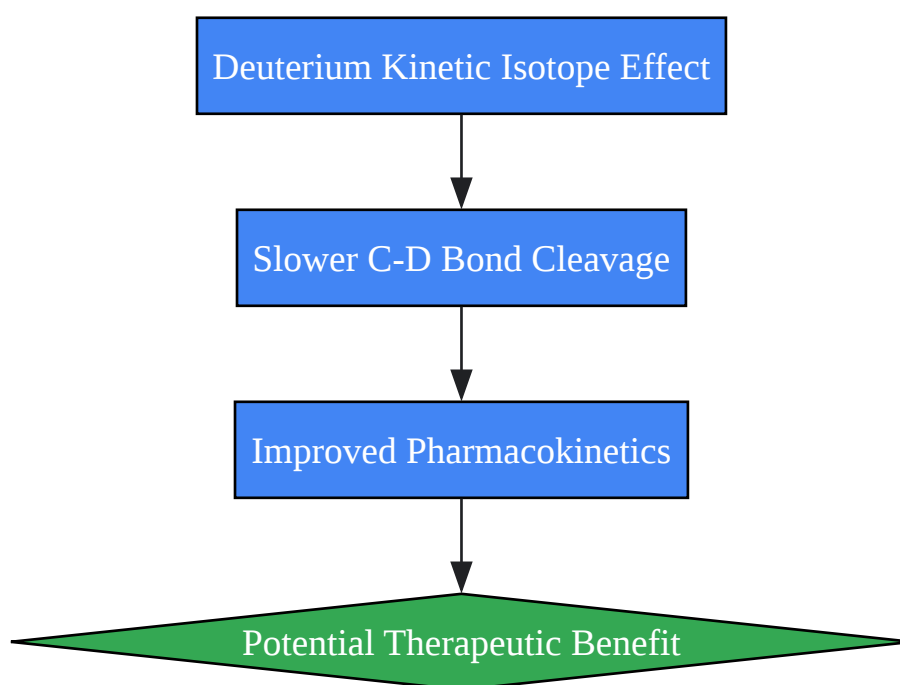 Deuterium Kinetic Isotope Effect
Slower C-D Bond Cleavage
Improved Pharmacokinetics
Potential Therapeutic Benefit